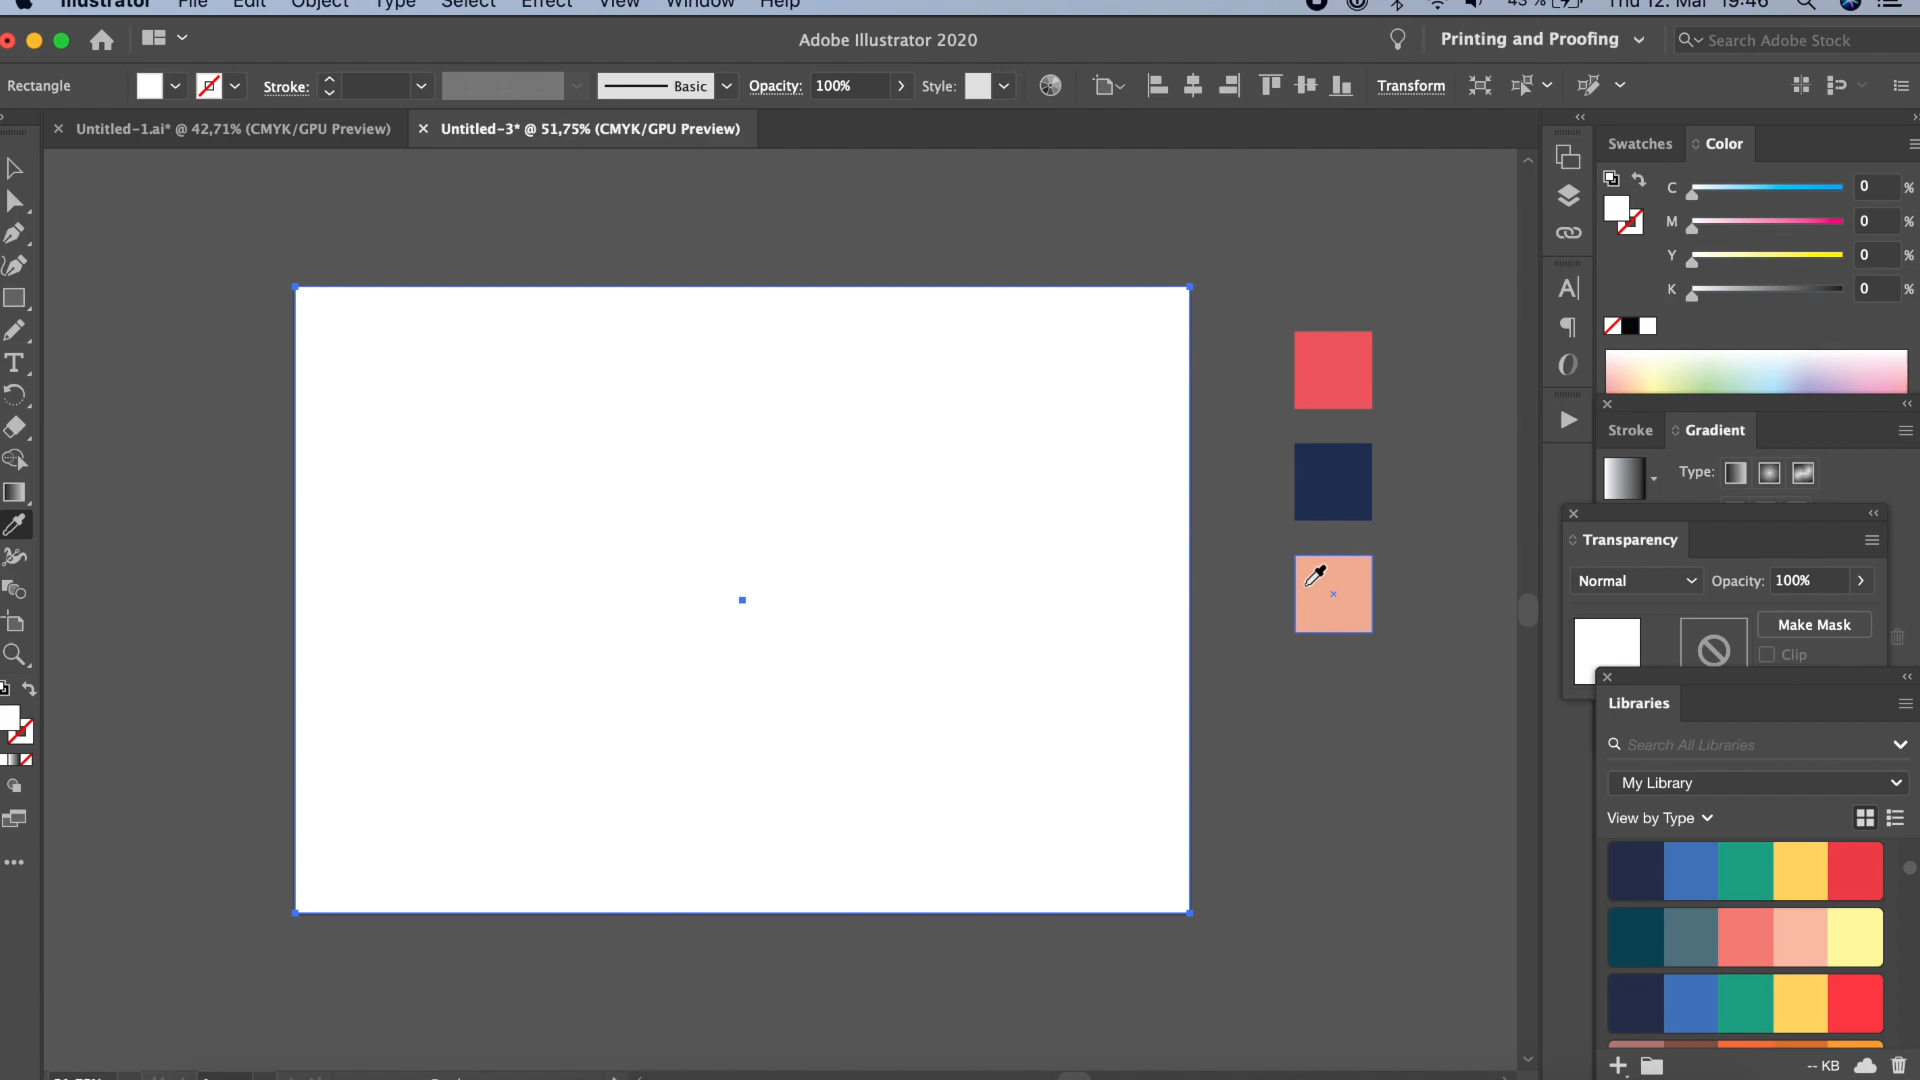 Illustrator File Edit Object Type Select Effect View Window Help 43 % Thu 12. Mar 19:46
Adobe Illustrator 2020 Printing and Proofing Search Adobe Stock
Rectangle Stroke: Basic Opacity: 100% Style: Transform
Untitled-1.ai* @ 42,71% (CMYK/GPU Preview) Untitled-3* @ 51,75% (CMYK/GPU Preview)
Swatches Color
C 0 %
M 0 %
Y 0 %
K 0 %
Stroke Gradient
Type:
Transparency
Normal Opacity: 100%
Make Mask
Clip
Libraries
Search All Libraries
My Library
View by Type
-- KB